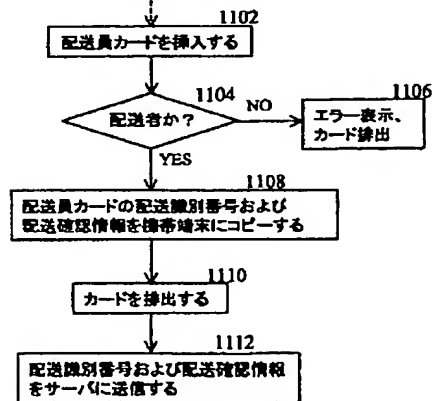 1102
配送員カードを挿入する
1104
配送者か?
NO
1106
エラー表示、
カード排出
YES
1108
配送員カードの配送識別番号および
配送確認情報を携帯端末にコピーする
1110
カードを排出する
1112
配送識別番号および配送確認情報
をサーバに送信する